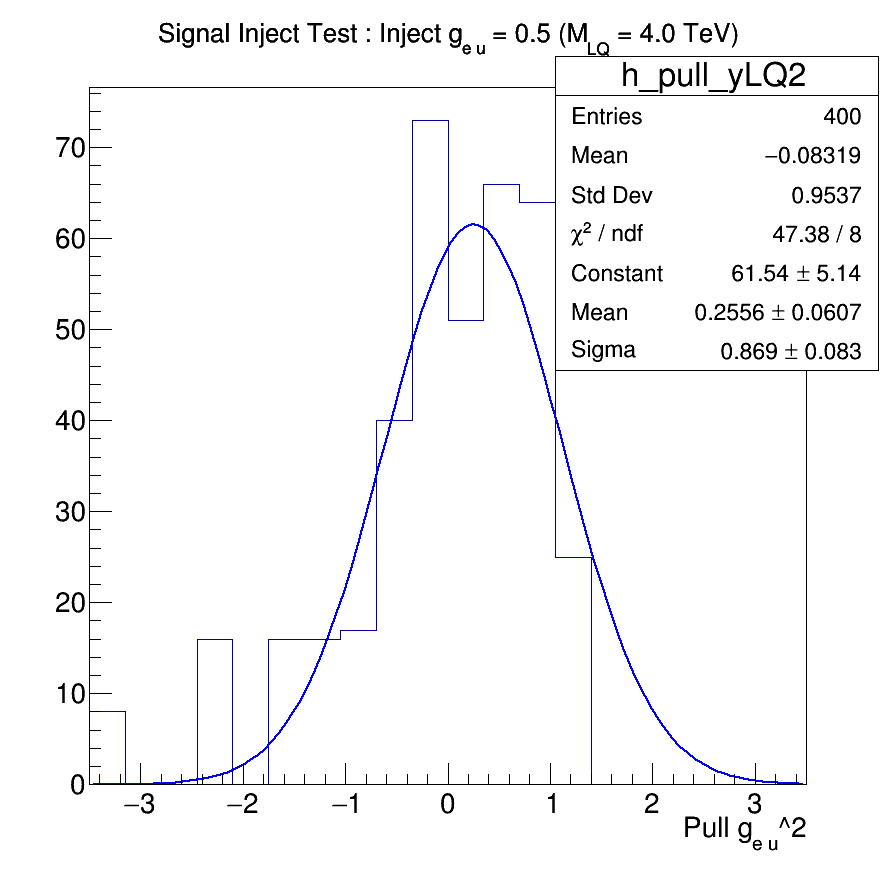 Signal Inject Test : Inject g_{e u} = 0.5 (M_{LQ} = 4.0 TeV)
h_pull_yLQ2
Entries 400
Mean −0.08319
Std Dev 0.9537
χ² / ndf 47.38 / 8
Constant 61.54 ± 5.14
Mean 0.2556 ± 0.0607
Sigma 0.869 ± 0.083
70
60
50
40
30
20
10
0
−3 −2 −1 0 1 2 3
Pull g_{e u}^2